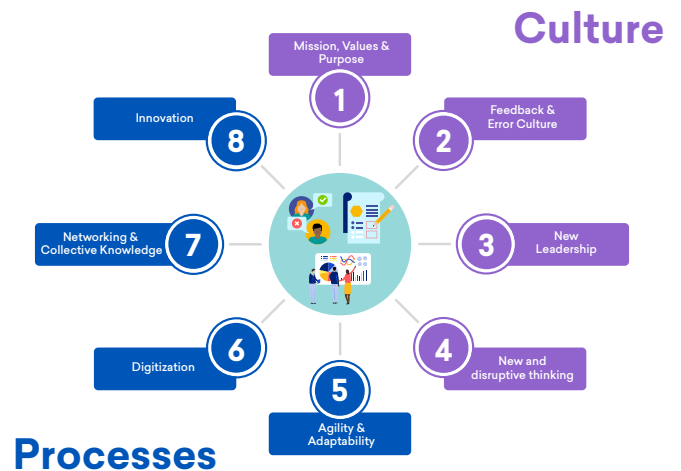 Culture
Mission, Values &
Purpose
1
Feedback &
Error Culture
2
New
Leadership
3
New and
disruptive thinking
4
Agility &
Adaptability
5
Digitization
6
Networking &
Collective Knowledge
7
Innovation
8
Processes